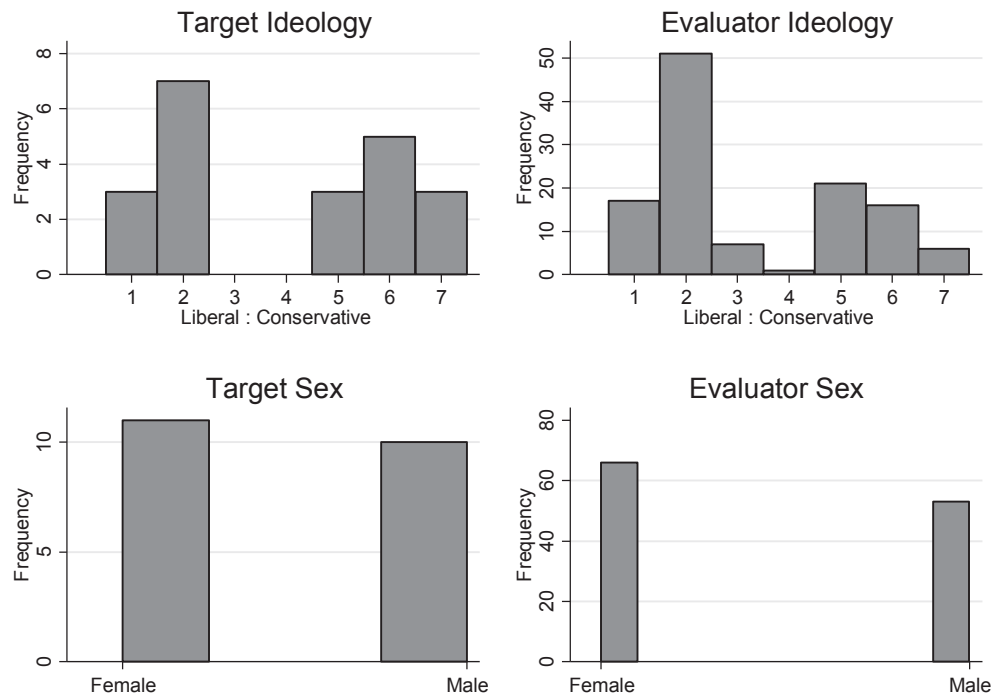 Target Ideology
Frequency
8
6
4
2
0
1 2 3 4 5 6 7
Liberal : Conservative
Evaluator Ideology
Frequency
50
40
30
20
10
0
1 2 3 4 5 6 7
Liberal : Conservative
Target Sex
Frequency
10
5
0
Female Male
Evaluator Sex
Frequency
80
60
40
20
0
Female Male